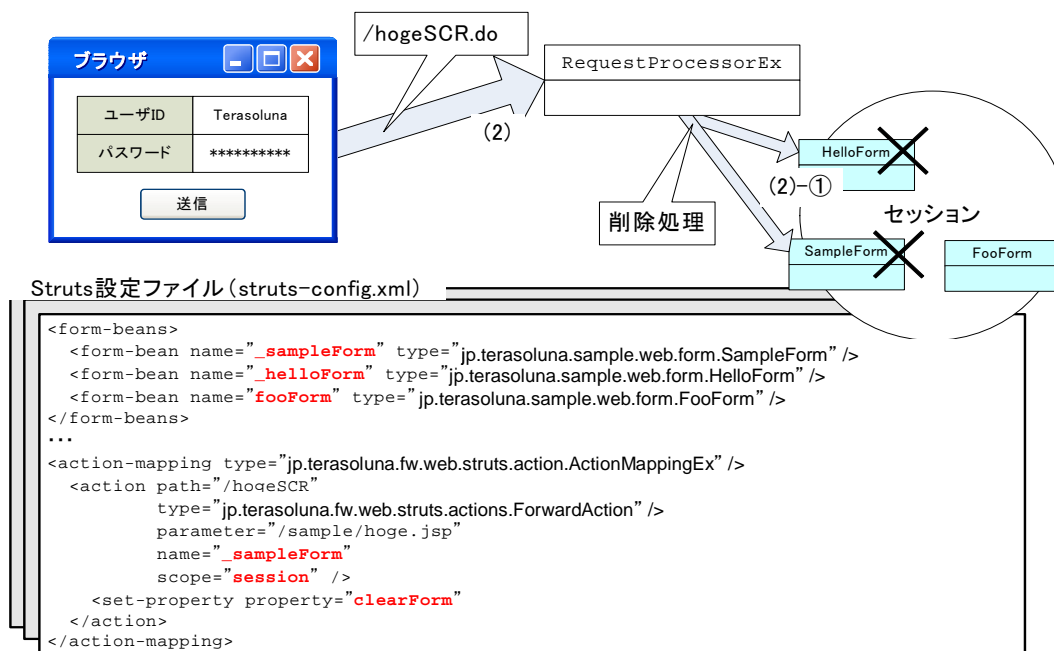 /hogeSCR.do
ブラウザ
ユーザID
Terasoluna
パスワード
**********
送信
(2)
RequestProcessorEx
削除処理
HelloForm
(2)-①
セッション
SampleForm
FooForm
Struts設定ファイル（struts-config.xml）
<form-beans>
<form-bean name="_sampleForm" type="jp.terasoluna.sample.web.form.SampleForm" />
<form-bean name="_helloForm" type="jp.terasoluna.sample.web.form.HelloForm" />
<form-bean name="fooForm" type="jp.terasoluna.sample.web.form.FooForm" />
</form-beans>
・・・
<action-mapping type="jp.terasoluna.fw.web.struts.action.ActionMappingEx" />
<action path="/hogeSCR"
type="jp.terasoluna.fw.web.struts.actions.ForwardAction" />
parameter="/sample/hoge.jsp"
name="_sampleForm"
scope="session" />
<set-property property="clearForm"
</action>
</action-mapping>